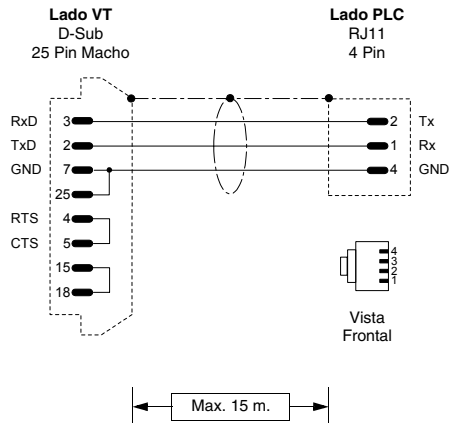 Lado VT
D-Sub
25 Pin Macho
Lado PLC
RJ11
4 Pin
RxD 3
2 Tx
TxD 2
1 Rx
GND 7
4 GND
25
RTS 4
CTS 5
15
18
4
3
2
1
Vista
Frontal
Max. 15 m.